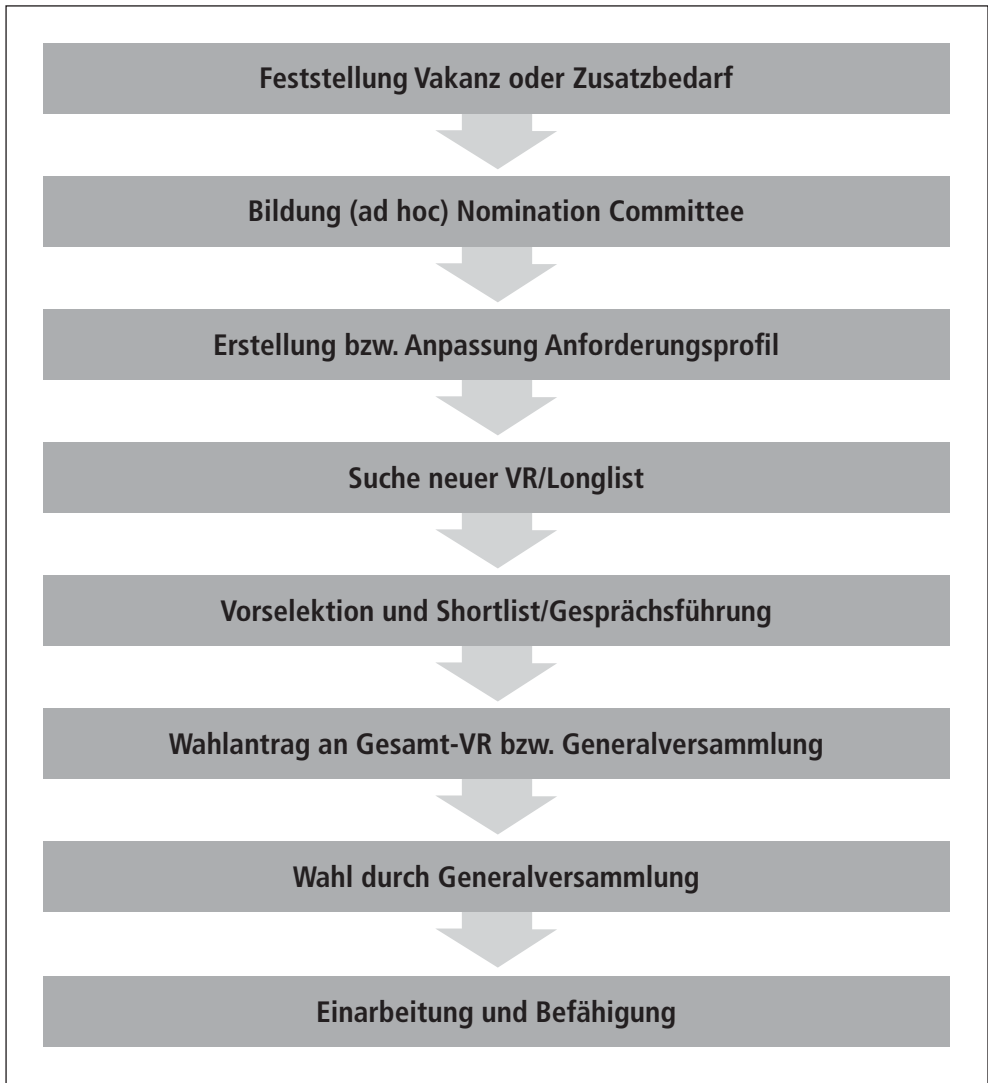 Feststellung Vakanz oder Zusatzbedarf
Bildung (ad hoc) Nomination Committee
Erstellung bzw. Anpassung Anforderungsprofil
Suche neuer VR/Longlist
Vorselektion und Shortlist/Gesprächsführung
Wahlantrag an Gesamt-VR bzw. Generalversammlung
Wahl durch Generalversammlung
Einarbeitung und Befähigung